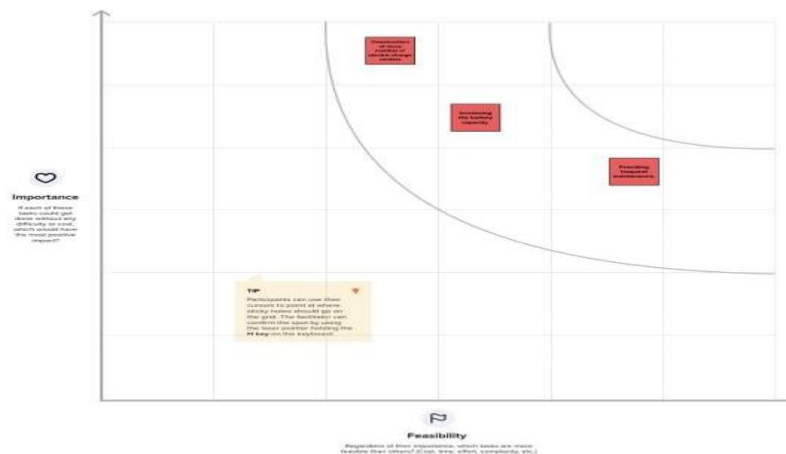 of more
number of
electric charge
Increasing
the battery
capacity
Providing
frequent
maintenance.
Importance
If each of these
tasks could get
done without any
difficulty or cost,
which would have
the most positive
impact?
TIP
Participants can use their
cursors to point at where
sticky notes should go on
the grid. The facilitator can
confirm the spot by using
the laser pointer holding the
H key on the keyboard.
Feasibility
Regardless of their importance, which tasks are more
feasible than others? (Cost, time, effort, complexity, etc.)